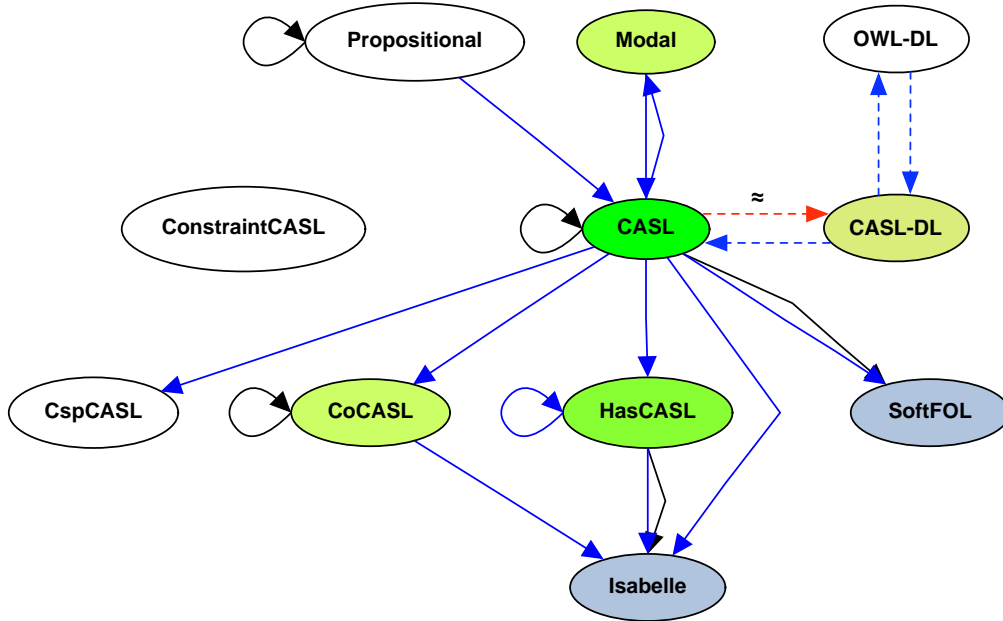 Propositional
Modal
OWL-DL
ConstraintCASL
CASL
≈
CASL-DL
CspCASL
CoCASL
HasCASL
SoftFOL
Isabelle